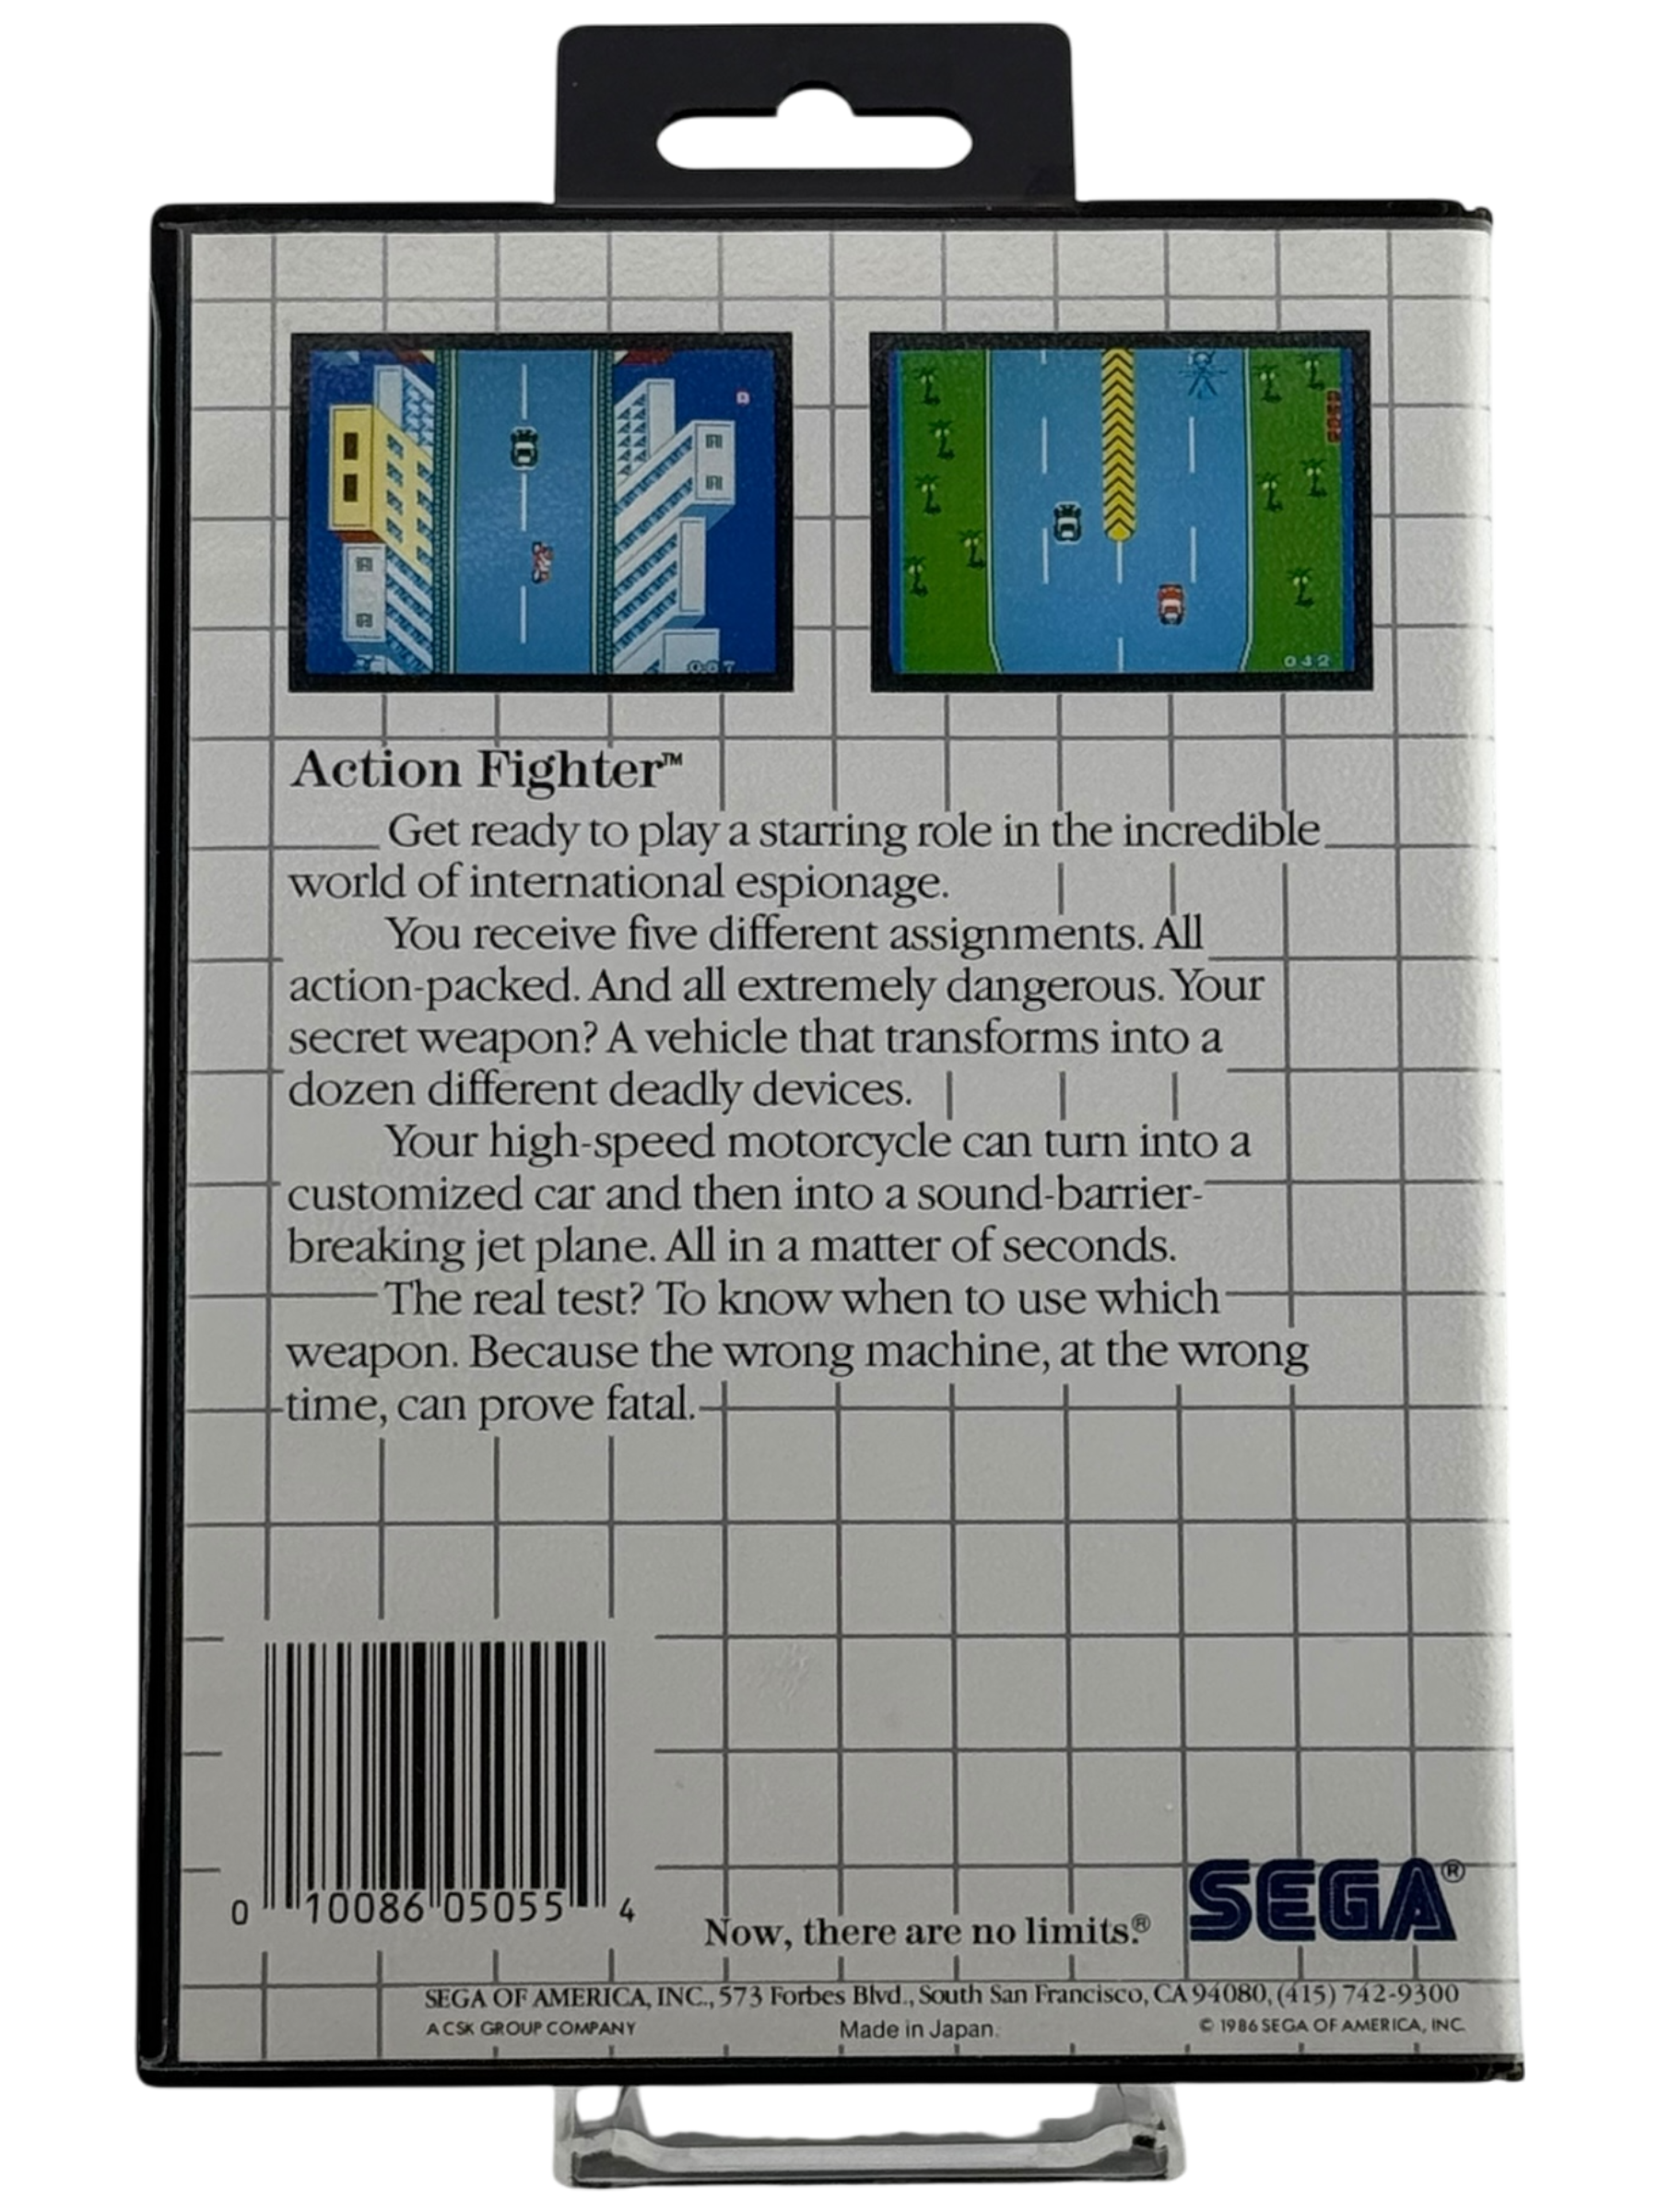 Action Fighter™
Get ready to play a starring role in the incredible
world of international espionage.
You receive five different assignments. All
action-packed. And all extremely dangerous. Your
secret weapon? A vehicle that transforms into a
dozen different deadly devices.
Your high-speed motorcycle can turn into a
customized car and then into a sound-barrier-
breaking jet plane. All in a matter of seconds.
The real test? To know when to use which
weapon. Because the wrong machine, at the wrong
time, can prove fatal.
0 10086 05055 4
Now, there are no limits.®
SEGA®
SEGA OF AMERICA, INC., 573 Forbes Blvd., South San Francisco, CA 94080, (415) 742-9300
A CSK GROUP COMPANY
Made in Japan.
© 1986 SEGA OF AMERICA, INC.